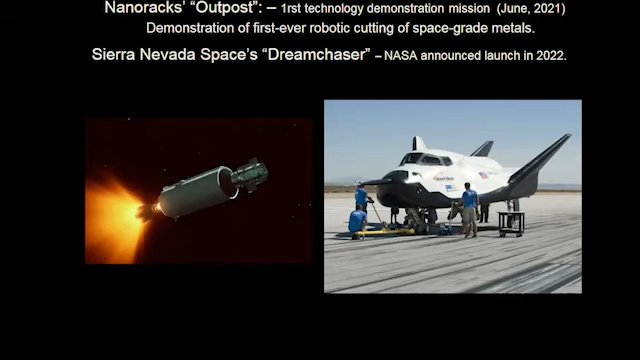 Nanoracks' "Outpost": – 1rst technology demonstration mission (June, 2021)
Demonstration of first-ever robotic cutting of space-grade metals.
Sierra Nevada Space's "Dreamchaser" – NASA announced launch in 2022.